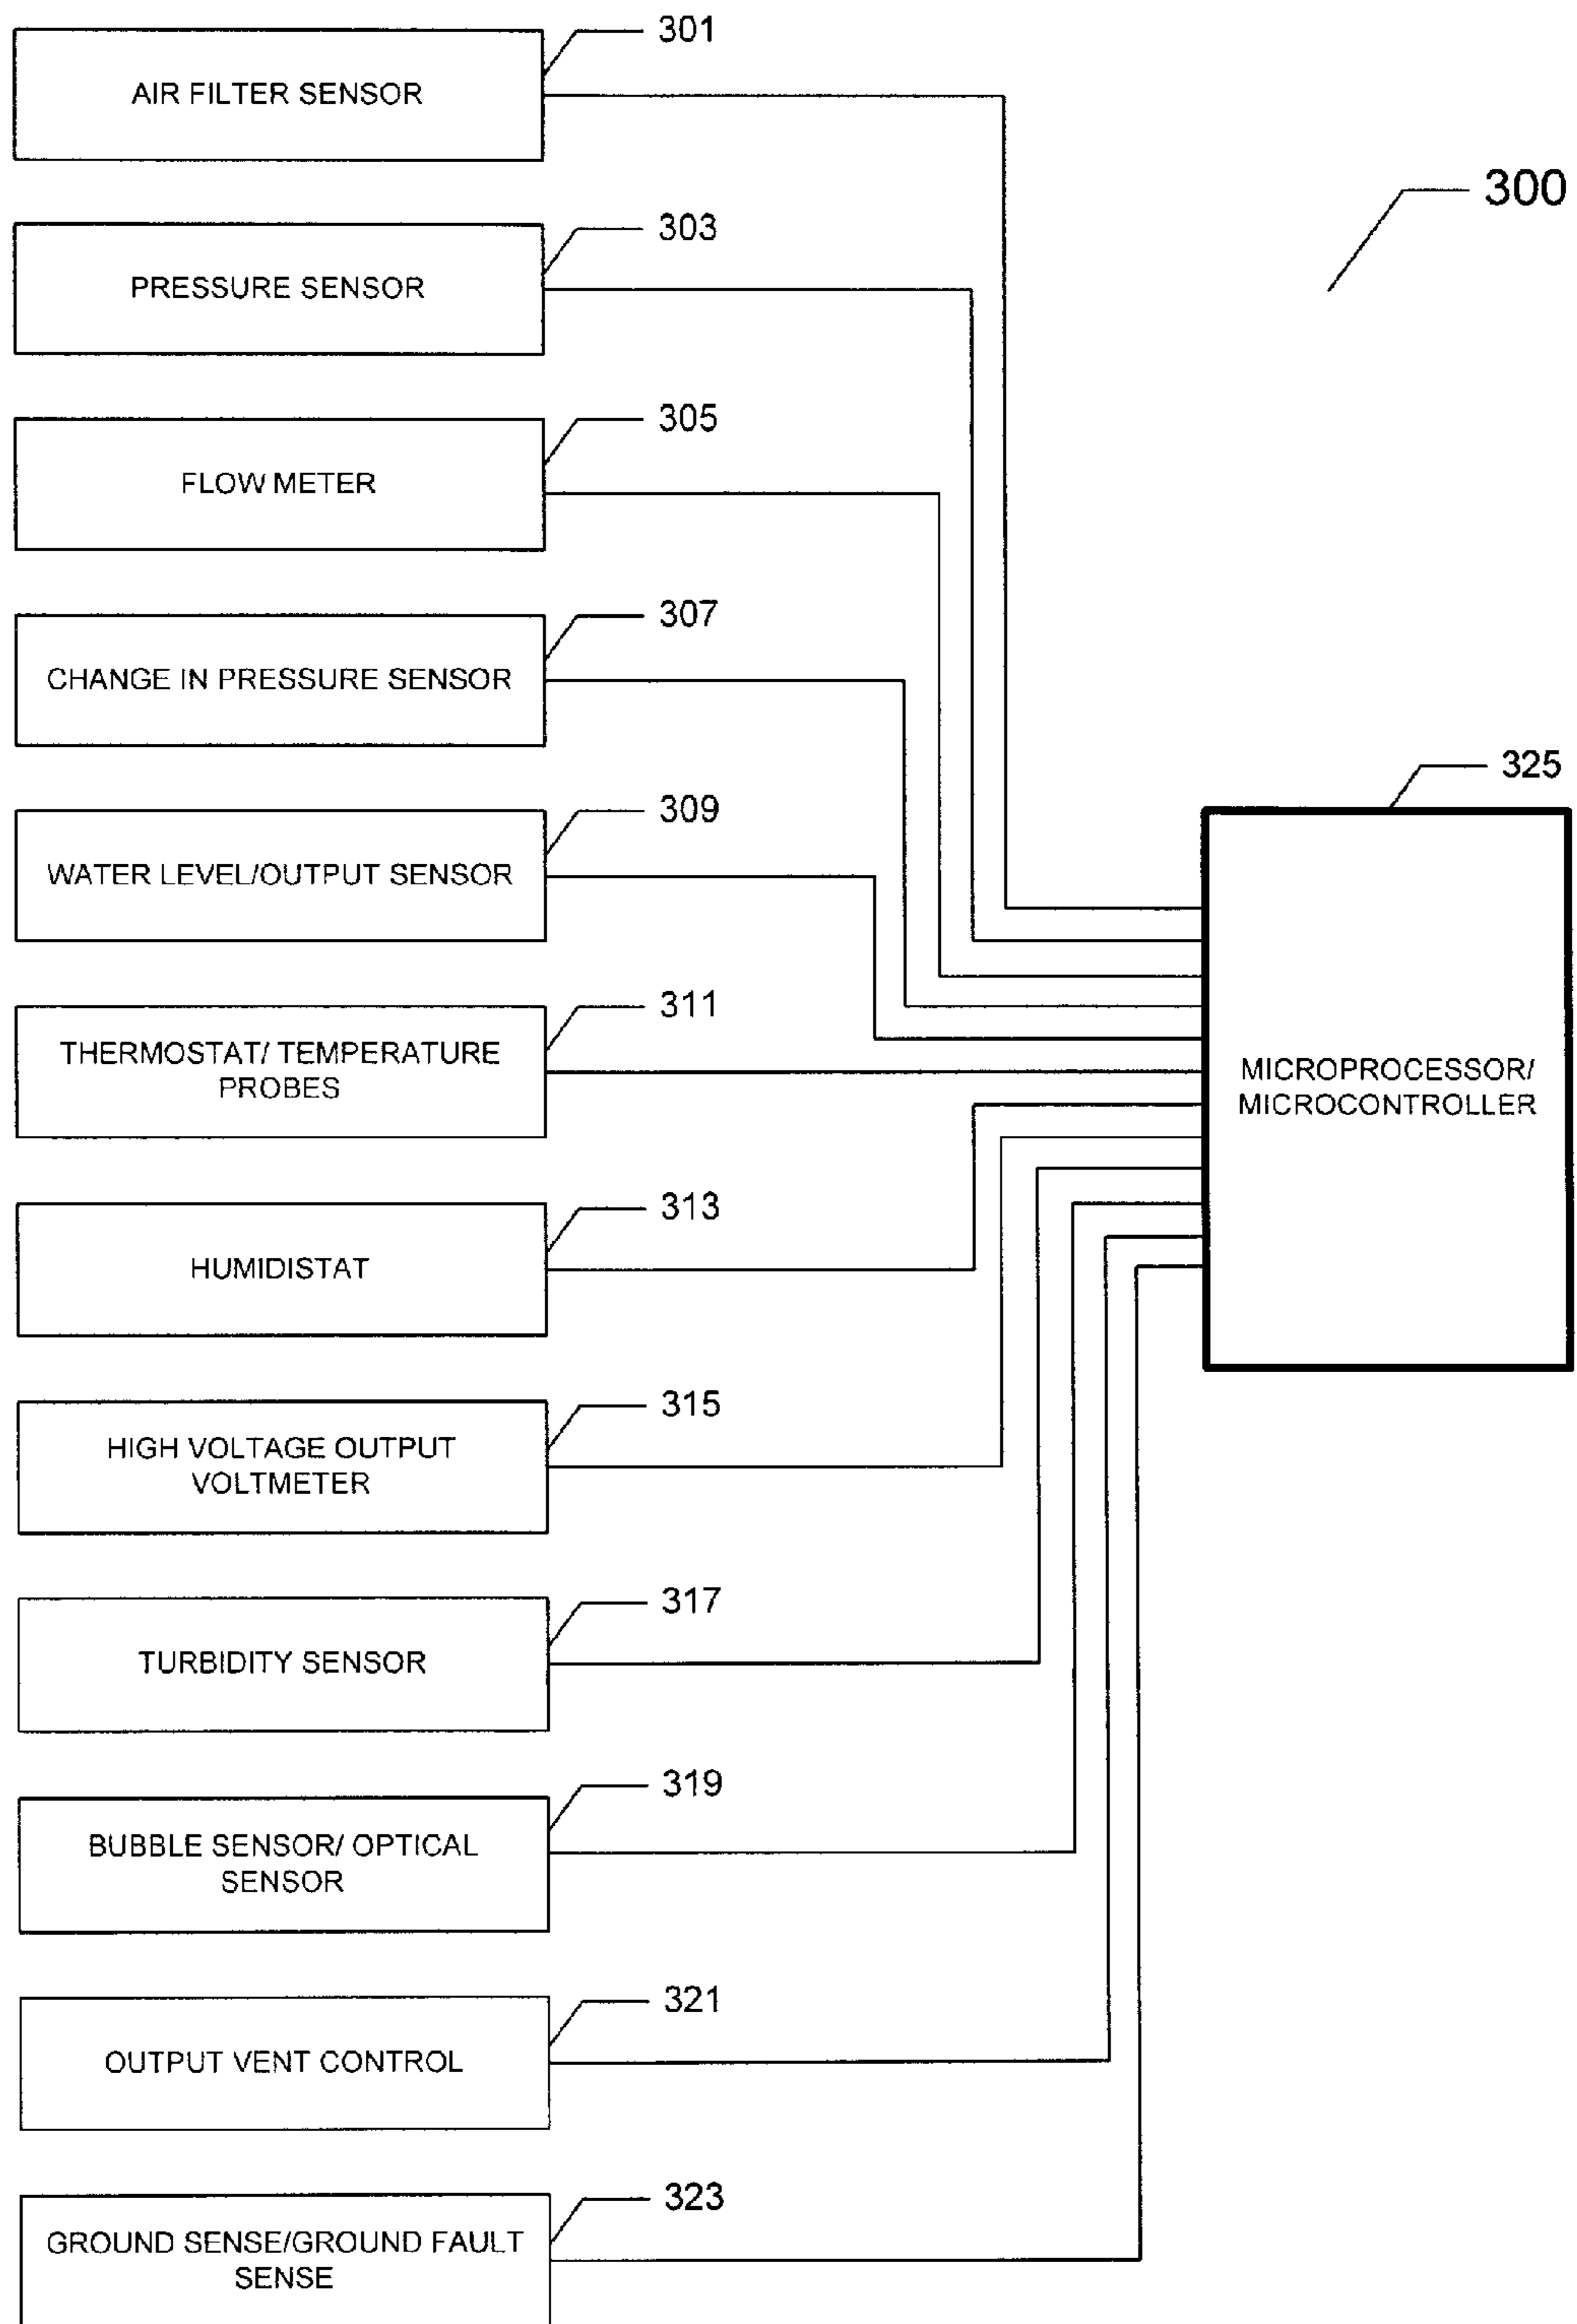 301
AIR FILTER SENSOR
300
303
PRESSURE SENSOR
305
FLOW METER
307
CHANGE IN PRESSURE SENSOR
309
WATER LEVEL/OUTPUT SENSOR
325
MICROPROCESSOR/
MICROCONTROLLER
311
THERMOSTAT/ TEMPERATURE
PROBES
313
HUMIDISTAT
315
HIGH VOLTAGE OUTPUT
VOLTMETER
317
TURBIDITY SENSOR
319
BUBBLE SENSOR/ OPTICAL
SENSOR
321
OUTPUT VENT CONTROL
323
GROUND SENSE/GROUND FAULT
SENSE